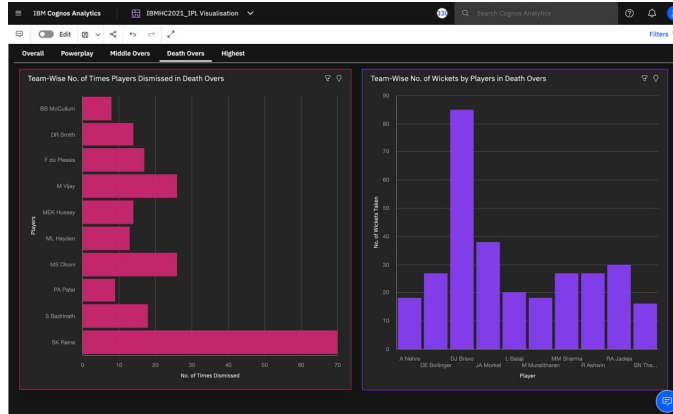 IBM Cognos Analytics
IBMHC2021_IPL Visualisation
Search Cognos Analytics
Edit
Filters
Overall Powerplay Middle Overs Death Overs Highest
Team-Wise No. of Times Players Dismissed in Death Overs
BB McCullum
DR Smith
F du Plessis
M Vijay
MEK Hussey
ML Hayden
MS Dhoni
PA Patel
S Badrinath
SK Raina
Players
0 10 20 30 40 50 60 70
No. of Times Dismissed
Team-Wise No. of Wickets by Players in Death Overs
90
80
70
60
50
40
30
20
10
0
No. of Wickets Taken
A Nehra DJ Bravo L Balaji MM Sharma RA Jadeja
DE Bollinger JA Morkel M Muralitharan R Ashwin SN Tha...
Player